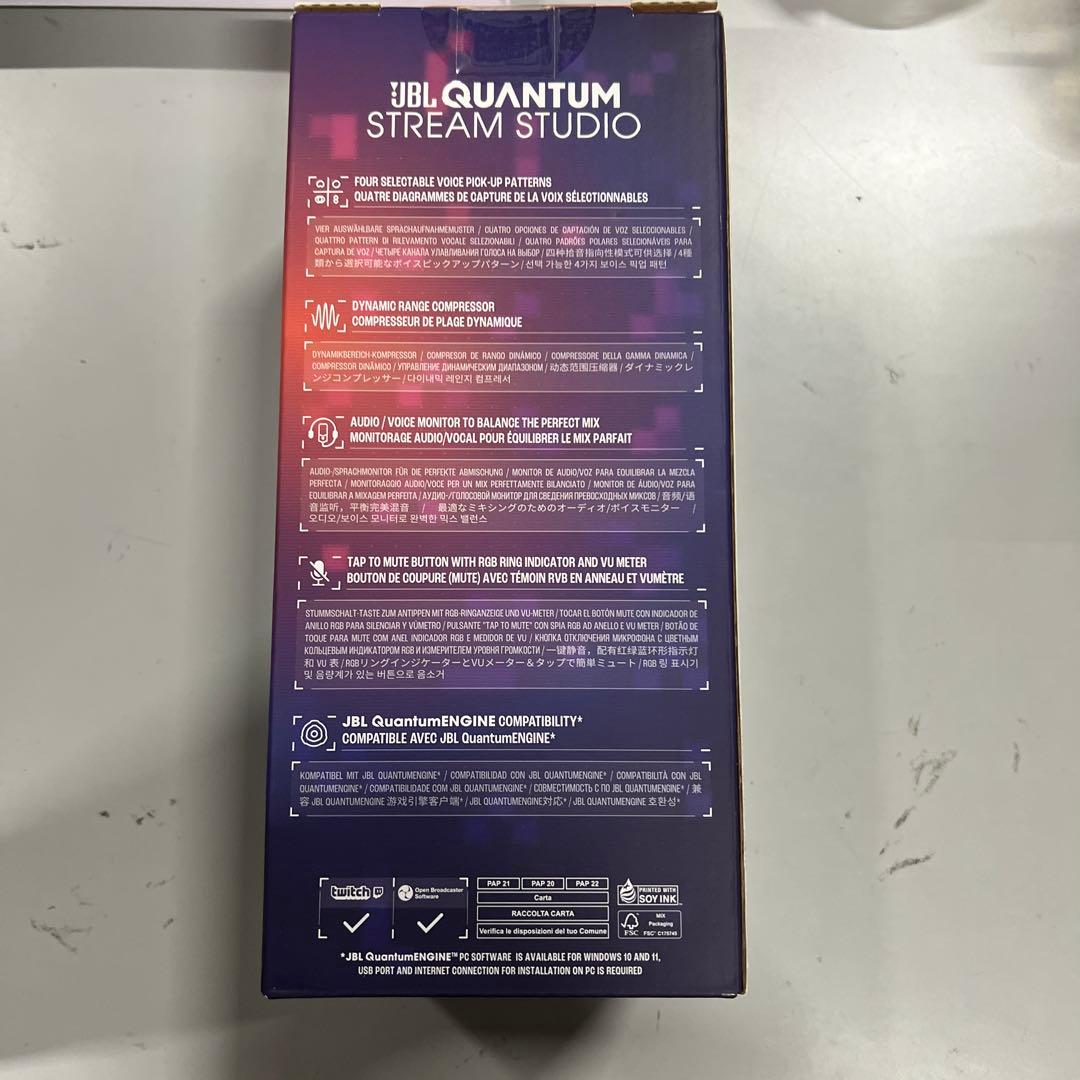 JBL QUANTUM
STREAM STUDIO
FOUR SELECTABLE VOICE PICK-UP PATTERNS
QUATRE DIAGRAMMES DE CAPTURE DE LA VOIX SÉLECTIONNABLES
VIER AUSWÄHLBARE SPRACHAUFNAHMEMUSTER / CUATRO OPCIONES DE CAPTACIÓN DE VOZ SELECCIONABLES /
QUATTRO PATTERN DI RILEVAMENTO VOCALE SELEZIONABILI / QUATRO PADRÕES POLARES SELECIONÁVEIS PARA
CAPTURA DE VOZ / ЧЕТЫРЕ КАНАЛА УЛАВЛИВАНИЯ ГОЛОСА НА ВЫБОР / 四种拾音指向性模式可供选择 / 4種
類から選択可能なボイスピックアップパターン / 선택 가능한 4가지 보이스 픽업 패턴
DYNAMIC RANGE COMPRESSOR
COMPRESSEUR DE PLAGE DYNAMIQUE
DYNAMIKBEREICH-KOMPRESSOR / COMPRESOR DE RANGO DINÁMICO / COMPRESSORE DELLA GAMMA DINAMICA /
COMPRESSOR DINÂMICO / УПРАВЛЕНИЕ ДИНАМИЧЕСКИМ ДИАПАЗОНОМ / 动态范围压缩器 / ダイナミックレ
ンジコンプレッサー / 다이내믹 레인지 컴프레서
AUDIO / VOICE MONITOR TO BALANCE THE PERFECT MIX
MONITORAGE AUDIO/VOCAL POUR ÉQUILIBRER LE MIX PARFAIT
AUDIO-/SPRACHMONITOR FÜR DIE PERFEKTE ABMISCHUNG / MONITOR DE AUDIO/VOZ PARA EQUILIBRAR LA MEZCLA
PERFECTA / MONITORAGGIO AUDIO/VOCE PER UN MIX PERFETTAMENTE BILANCIATO / MONITOR DE ÁUDIO/VOZ PARA
EQUILIBRAR A MIXAGEM PERFEITA / АУДИО-/ГОЛОСОВОЙ МОНИТОР ДЛЯ СВЕДЕНИЯ ПРЕВОСХОДНЫХ МИКСОВ / 音频/语
音监听，平衡完美混音 / 最適なミキシングのためのオーディオ/ボイスモニター /
오디오/보이스 모니터로 완벽한 믹스 밸런스
TAP TO MUTE BUTTON WITH RGB RING INDICATOR AND VU METER
BOUTON DE COUPURE (MUTE) AVEC TÉMOIN RVB EN ANNEAU ET VUMÈTRE
STUMMSCHALT-TASTE ZUM ANTIPPEN MIT RGB-RINGANZEIGE UND VU-METER / TOCAR EL BOTÓN MUTE CON INDICADOR DE
ANILLO RGB PARA SILENCIAR Y VÚMETRO / PULSANTE "TAP TO MUTE" CON SPIA RGB AD ANELLO E VU METER / BOTÃO DE
TOQUE PARA MUTE COM ANEL INDICADOR RGB E MEDIDOR DE VU / КНОПКА ОТКЛЮЧЕНИЯ МИКРОФОНА С ЦВЕТНЫМ
КОЛЬЦЕВЫМ ИНДИКАТОРОМ RGB И ИЗМЕРИТЕЛЕМ УРОВНЯ ГРОМКОСТИ / 一键静音，配有红绿蓝环形指示灯
和 VU 表 / RGBリングインジケーターとVUメーター＆タップで簡単ミュート / RGB 링 표시기
및 음량계가 있는 버튼으로 음소거
JBL QuantumENGINE COMPATIBILITY*
COMPATIBLE AVEC JBL QuantumENGINE*
KOMPATIBEL MIT JBL QUANTUMENGINE* / COMPATIBILIDAD CON JBL QUANTUMENGINE* / COMPATIBILITÀ CON JBL
QUANTUMENGINE* / COMPATIBILIDADE COM JBL QUANTUMENGINE* / СОВМЕСТИМОСТЬ С ПО JBL QUANTUMENGINE* / 兼
容 JBL QUANTUMENGINE 游戏引擎客户端* / JBL QUANTUMENGINE対応* / JBL QUANTUMENGINE 호환성*
twitch
Open Broadcaster
Software
PAP 21 PAP 20 PAP 22
Carta
RACCOLTA CARTA
Verifica le disposizioni del tuo Comune
PRINTED WITH
SOY INK
FSC
MIX
Packaging
FSC® C175745
*JBL QuantumENGINE™ PC SOFTWARE IS AVAILABLE FOR WINDOWS 10 AND 11,
USB PORT AND INTERNET CONNECTION FOR INSTALLATION ON PC IS REQUIRED